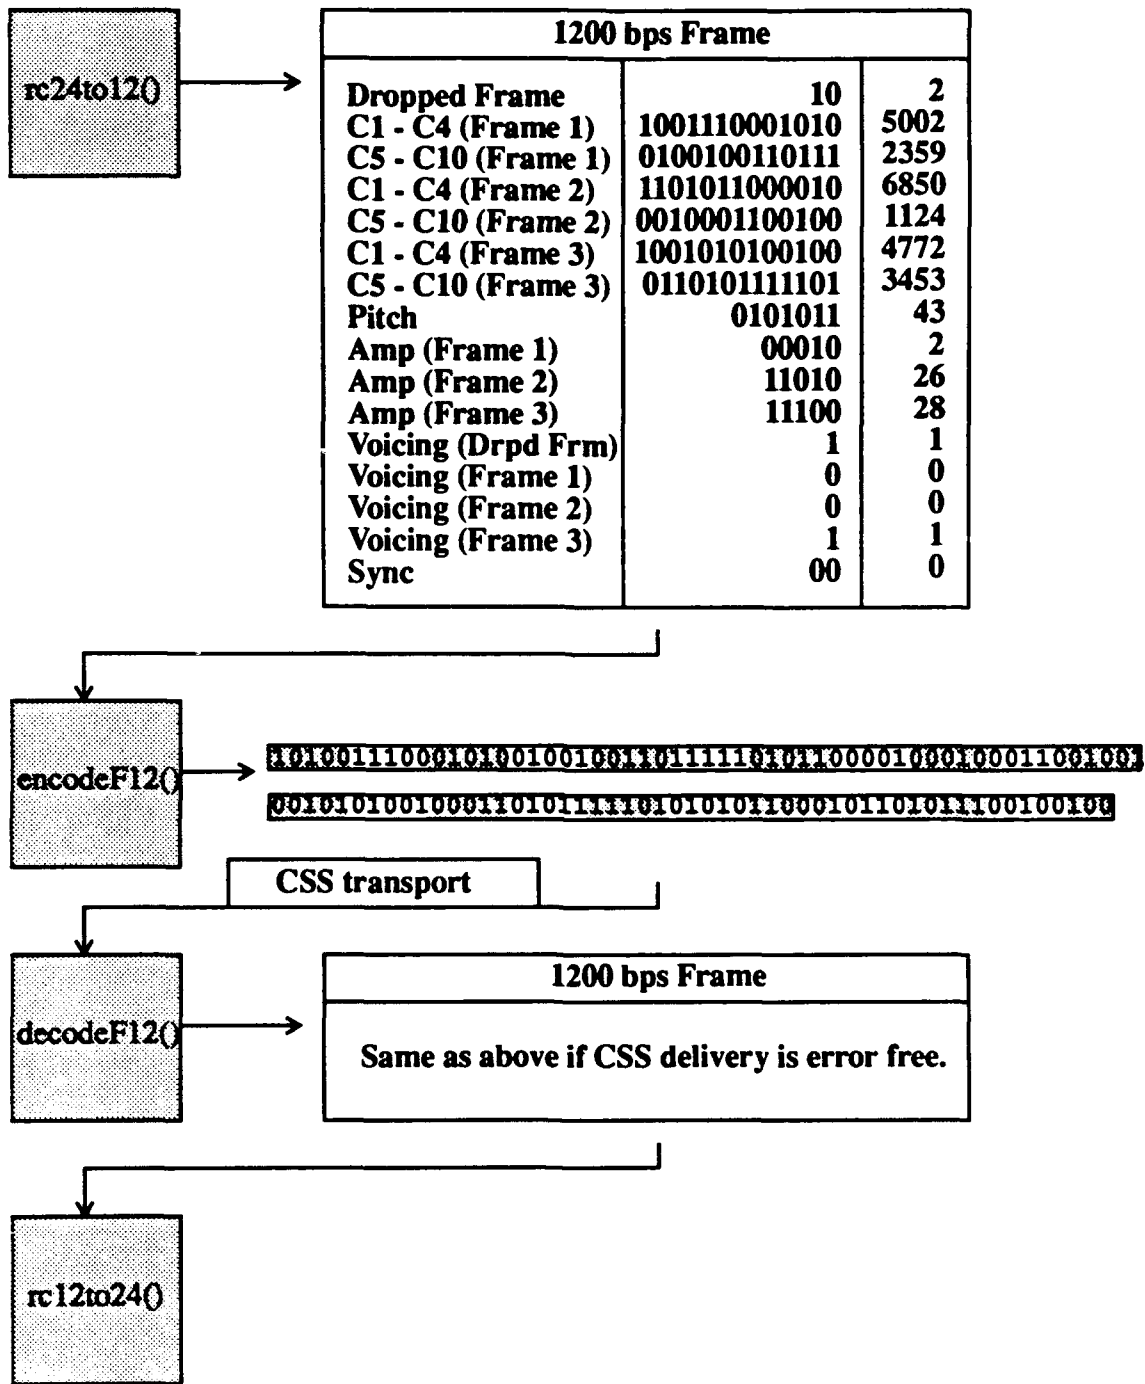 1200 bps Frame
rc24to12()
Dropped Frame 10 2
C1 - C4 (Frame 1) 1001110001010 5002
C5 - C10 (Frame 1) 0100100110111 2359
C1 - C4 (Frame 2) 1101011000010 6850
C5 - C10 (Frame 2) 0010001100100 1124
C1 - C4 (Frame 3) 1001010100100 4772
C5 - C10 (Frame 3) 0110101111101 3453
Pitch 0101011 43
Amp (Frame 1) 00010 2
Amp (Frame 2) 11010 26
Amp (Frame 3) 11100 28
Voicing (Drpd Frm) 1 1
Voicing (Frame 1) 0 0
Voicing (Frame 2) 0 0
Voicing (Frame 3) 1 1
Sync 00 0
encodeF12()
1010011100010100100100110111110101100001000100011001001
00101010010001101011111010101011000101101011100100100
CSS transport
1200 bps Frame
decodeF12()
Same as above if CSS delivery is error free.
rc12to24()